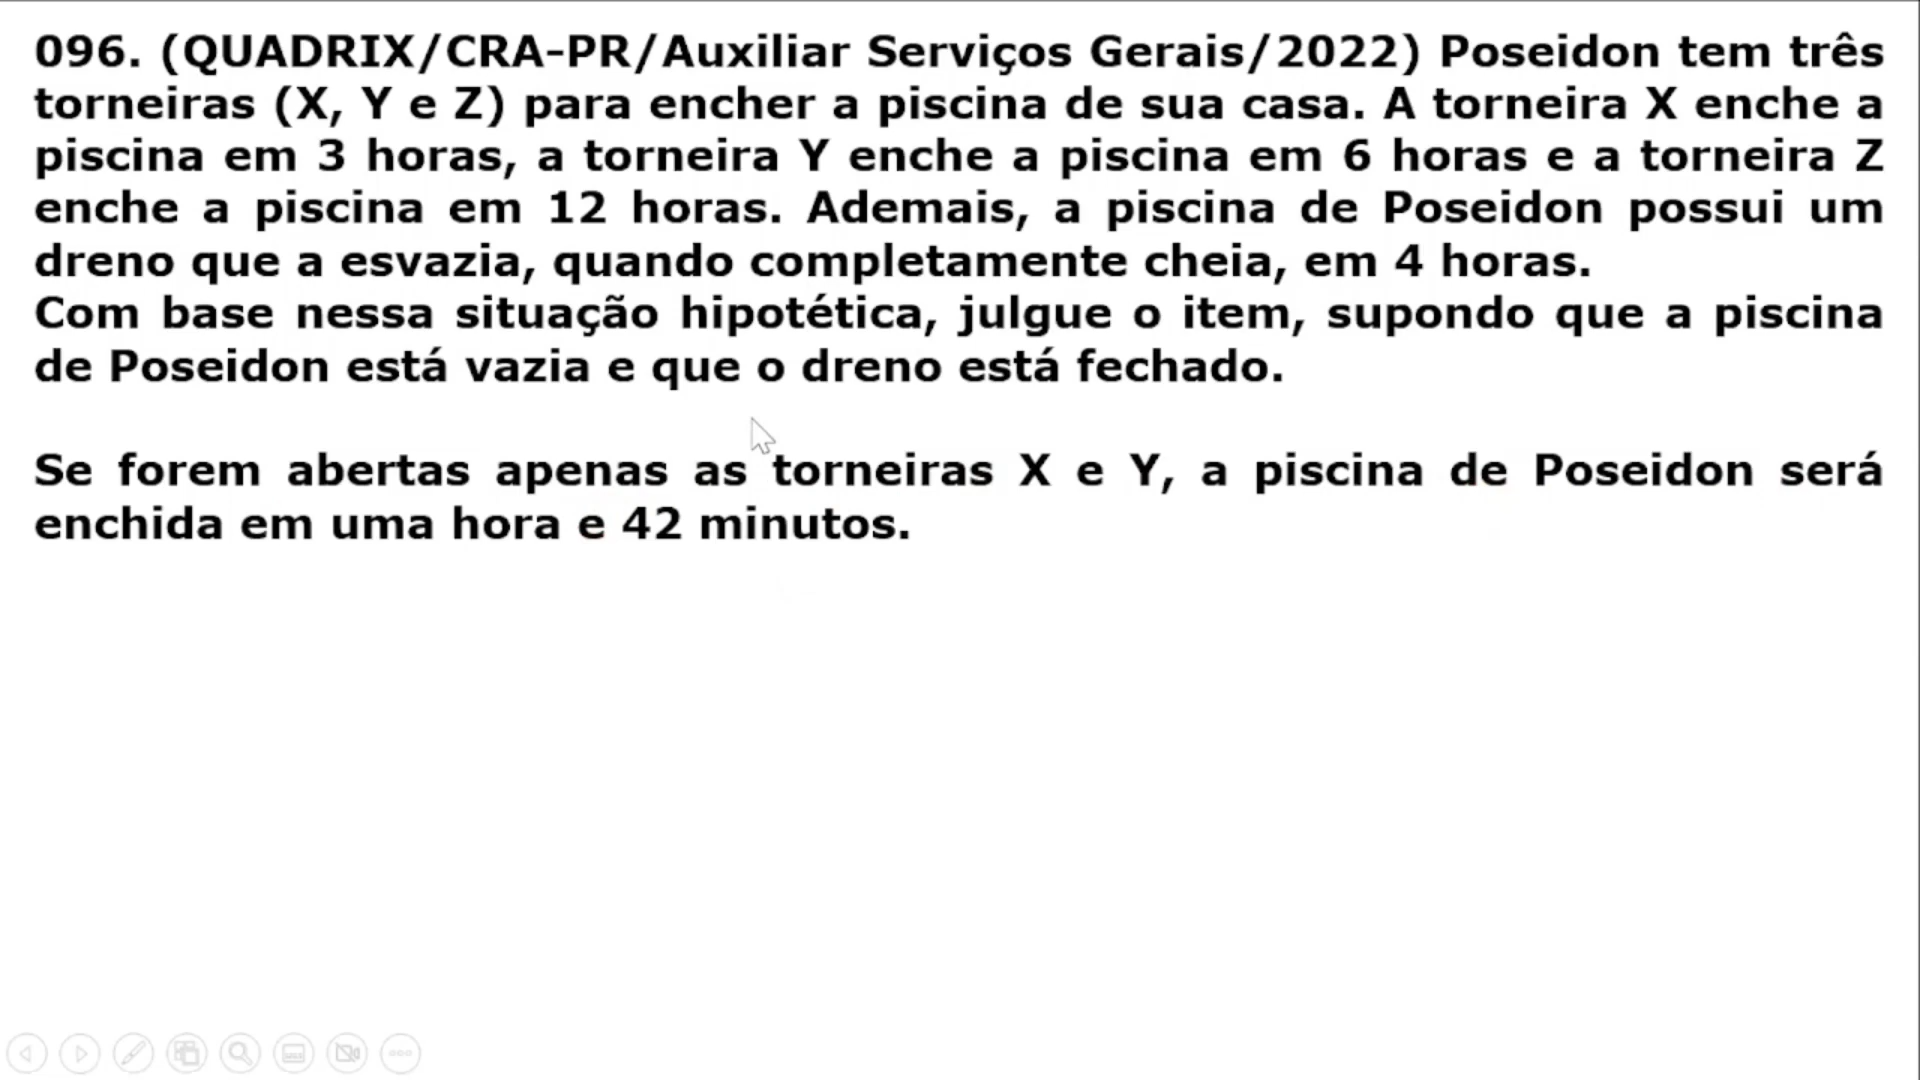 096. (QUADRIX/CRA-PR/Auxiliar Serviços Gerais/2022) Poseidon tem três
torneiras (X, Y e Z) para encher a piscina de sua casa. A torneira X enche a
piscina em 3 horas, a torneira Y enche a piscina em 6 horas e a torneira Z
enche a piscina em 12 horas. Ademais, a piscina de Poseidon possui um
dreno que a esvazia, quando completamente cheia, em 4 horas.
Com base nessa situação hipotética, julgue o item, supondo que a piscina
de Poseidon está vazia e que o dreno está fechado.
Se forem abertas apenas as torneiras X e Y, a piscina de Poseidon será
enchida em uma hora e 42 minutos.